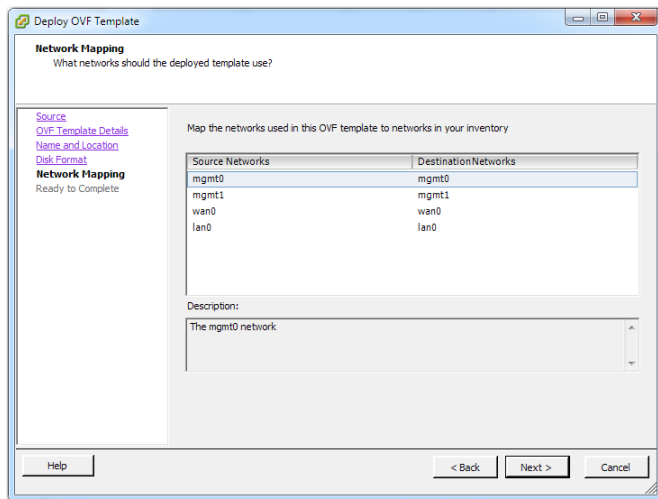 Deploy OVF Template
Network Mapping
What networks should the deployed template use?
Source
OVF Template Details
Name and Location
Disk Format
Network Mapping
Ready to Complete
Map the networks used in this OVF template to networks in your inventory
Source Networks DestinationNetworks
mgmt0 mgmt0
mgmt1 mgmt1
wan0 wan0
lan0 lan0
Description:
The mgmt0 network
Help
< Back
Next >
Cancel